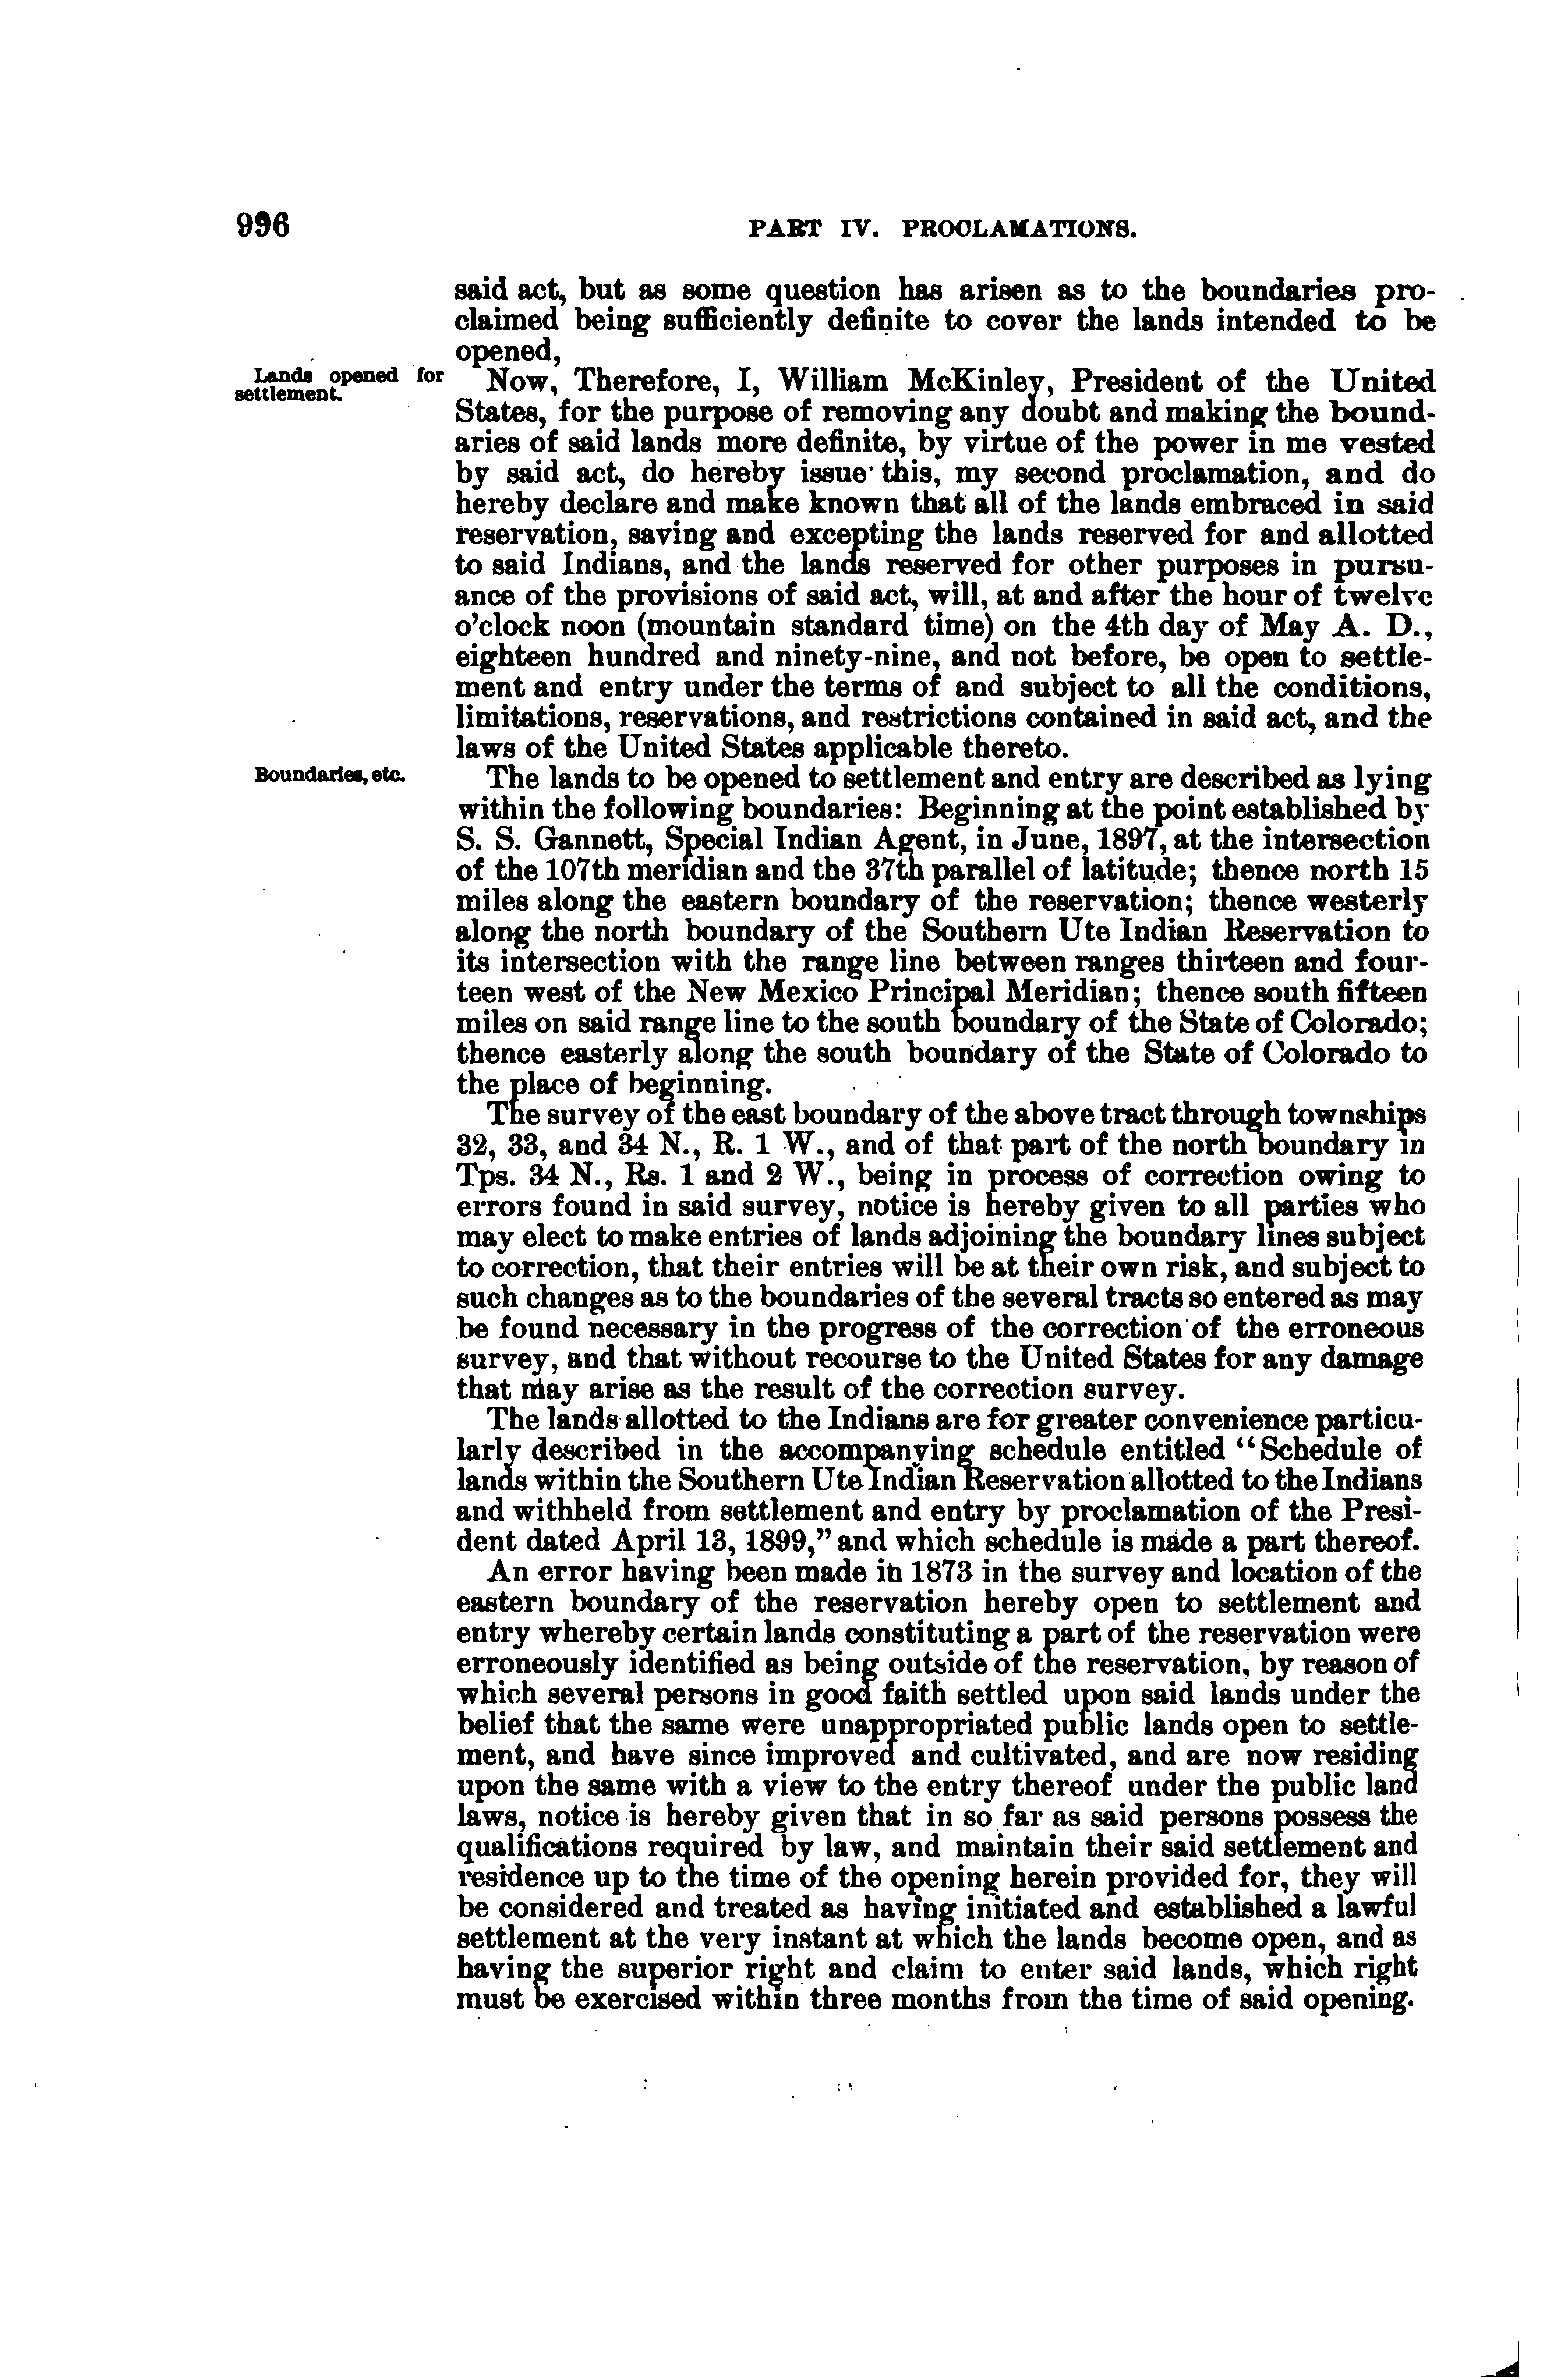 996
PART IV. PROCLAMATIONS.
said act, but as some question has arisen as to the boundaries pro-
claimed being sufficiently definite to cover the lands intended to be
opened,
Lands opened for
settlement.
Now, Therefore, I, William McKinley, President of the United
States, for the purpose of removing any doubt and making the bound-
aries of said lands more definite, by virtue of the power in me vested
by said act, do hereby issue this, my second proclamation, and do
hereby declare and make known that all of the lands embraced in said
reservation, saving and excepting the lands reserved for and allotted
to said Indians, and the lands reserved for other purposes in pursu-
ance of the provisions of said act, will, at and after the hour of twelve
o'clock noon (mountain standard time) on the 4th day of May A. D.,
eighteen hundred and ninety-nine, and not before, be open to settle-
ment and entry under the terms of and subject to all the conditions,
limitations, reservations, and restrictions contained in said act, and the
laws of the United States applicable thereto.
Boundaries, etc.
The lands to be opened to settlement and entry are described as lying
within the following boundaries: Beginning at the point established by
S. S. Gannett, Special Indian Agent, in June, 1897, at the intersection
of the 107th meridian and the 37th parallel of latitude; thence north 15
miles along the eastern boundary of the reservation; thence westerly
along the north boundary of the Southern Ute Indian Reservation to
its intersection with the range line between ranges thirteen and four-
teen west of the New Mexico Principal Meridian; thence south fifteen
miles on said range line to the south boundary of the State of Colorado;
thence easterly along the south boundary of the State of Colorado to
the place of beginning.
The survey of the east boundary of the above tract through townships
32, 33, and 34 N., R. 1 W., and of that part of the north boundary in
Tps. 34 N., Rs. 1 and 2 W., being in process of correction owing to
errors found in said survey, notice is hereby given to all parties who
may elect to make entries of lands adjoining the boundary lines subject
to correction, that their entries will be at their own risk, and subject to
such changes as to the boundaries of the several tracts so entered as may
be found necessary in the progress of the correction of the erroneous
survey, and that without recourse to the United States for any damage
that may arise as the result of the correction survey.
The lands allotted to the Indians are for greater convenience particu-
larly described in the accompanying schedule entitled "Schedule of
lands within the Southern Ute Indian Reservation allotted to the Indians
and withheld from settlement and entry by proclamation of the Presi-
dent dated April 13, 1899," and which schedule is made a part thereof.
An error having been made in 1873 in the survey and location of the
eastern boundary of the reservation hereby open to settlement and
entry whereby certain lands constituting a part of the reservation were
erroneously identified as being outside of the reservation, by reason of
which several persons in good faith settled upon said lands under the
belief that the same were unappropriated public lands open to settle-
ment, and have since improved and cultivated, and are now residing
upon the same with a view to the entry thereof under the public land
laws, notice is hereby given that in so far as said persons possess the
qualifications required by law, and maintain their said settlement and
residence up to the time of the opening herein provided for, they will
be considered and treated as having initiated and established a lawful
settlement at the very instant at which the lands become open, and as
having the superior right and claim to enter said lands, which right
must be exercised within three months from the time of said opening.